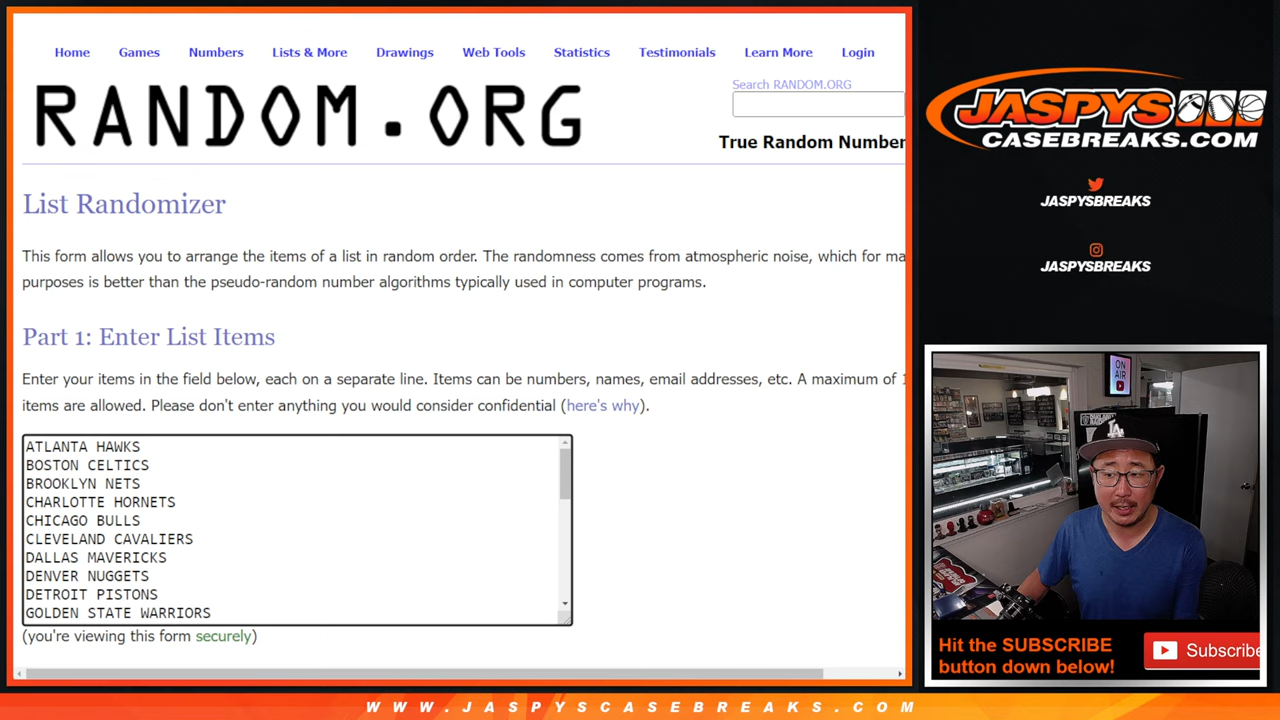 Home Games Numbers Lists & More Drawings Web Tools Statistics Testimonials Learn More Login
RANDOM.ORG
Search RANDOM.ORG
True Random Number
List Randomizer
This form allows you to arrange the items of a list in random order. The randomness comes from atmospheric noise, which for ma
purposes is better than the pseudo-random number algorithms typically used in computer programs.
Part 1: Enter List Items
Enter your items in the field below, each on a separate line. Items can be numbers, names, email addresses, etc. A maximum of 1
items are allowed. Please don't enter anything you would consider confidential (here's why).
ATLANTA HAWKS
BOSTON CELTICS
BROOKLYN NETS
CHARLOTTE HORNETS
CHICAGO BULLS
CLEVELAND CAVALIERS
DALLAS MAVERICKS
DENVER NUGGETS
DETROIT PISTONS
GOLDEN STATE WARRIORS
(you're viewing this form securely)
JASPYS
CASEBREAKS.COM
JASPYSBREAKS
JASPYSBREAKS
ON
AIR
LA
Hit the SUBSCRIBE
button down below!
Subscribe
WWW.JASPYSCASEBREAKS.COM